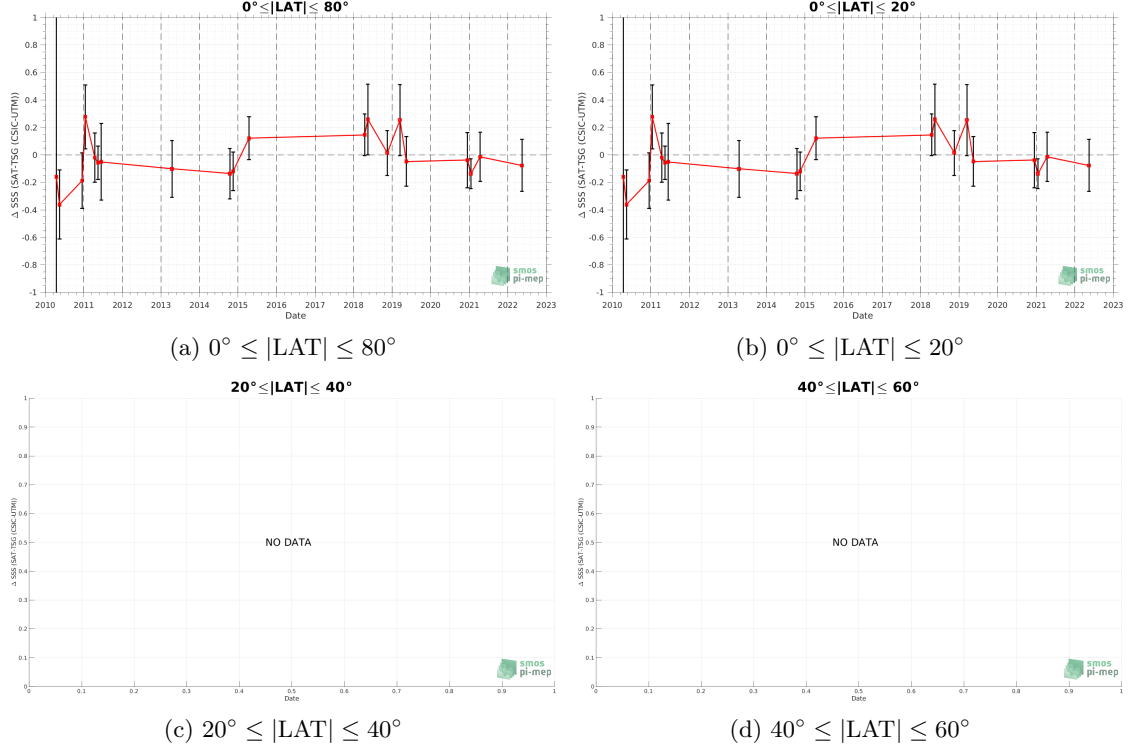 0°≤|LAT|≤ 80°
Δ SSS (SAT-TSG (CSIC-UTM))
1
0.8
0.6
0.4
0.2
0
-0.2
-0.4
-0.6
-0.8
-1
2010 2011 2012 2013 2014 2015 2016 2017 2018 2019 2020 2021 2022 2023
Date
smos
pi-mep
(a) 0° ≤ |LAT| ≤ 80°
0°≤|LAT|≤ 20°
Δ SSS (SAT-TSG (CSIC-UTM))
1
0.8
0.6
0.4
0.2
0
-0.2
-0.4
-0.6
-0.8
-1
2010 2011 2012 2013 2014 2015 2016 2017 2018 2019 2020 2021 2022 2023
Date
smos
pi-mep
(b) 0° ≤ |LAT| ≤ 20°
20°≤|LAT|≤ 40°
Δ SSS (SAT-TSG (CSIC-UTM))
1
0.9
0.8
0.7
0.6
0.5
0.4
0.3
0.2
0.1
0
NO DATA
0 0.1 0.2 0.3 0.4 0.5 0.6 0.7 0.8 0.9 1
Date
smos
pi-mep
(c) 20° ≤ |LAT| ≤ 40°
40°≤|LAT|≤ 60°
Δ SSS (SAT-TSG (CSIC-UTM))
1
0.9
0.8
0.7
0.6
0.5
0.4
0.3
0.2
0.1
0
NO DATA
0 0.1 0.2 0.3 0.4 0.5 0.6 0.7 0.8 0.9 1
Date
smos
pi-mep
(d) 40° ≤ |LAT| ≤ 60°